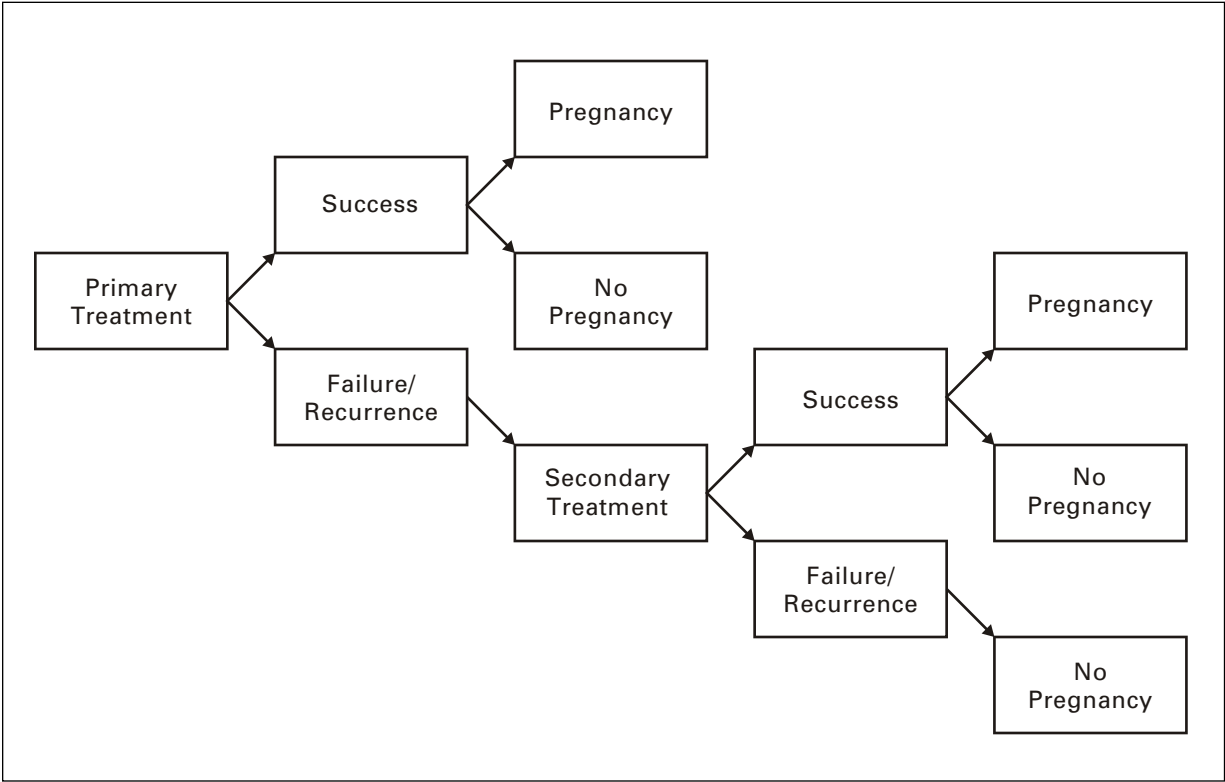 Pregnancy
Success
Primary
Treatment
No
Pregnancy
Failure/
Recurrence
Secondary
Treatment
Success
Pregnancy
No
Pregnancy
Failure/
Recurrence
No
Pregnancy